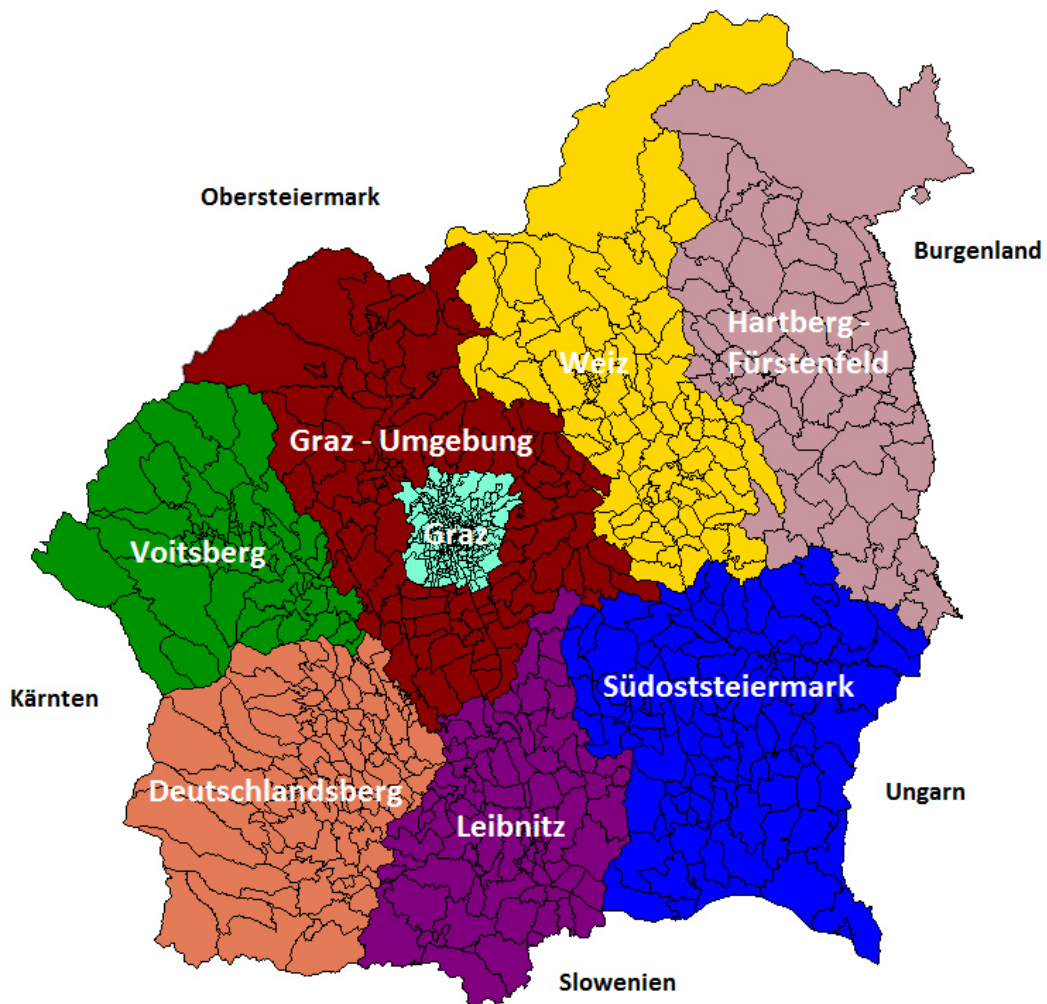 Obersteiermark
Burgenland
Hartberg -
Fürstenfeld
Weiz
Graz - Umgebung
Graz
Voitsberg
Südoststeiermark
Kärnten
Deutschlandsberg
Ungarn
Leibnitz
Slowenien